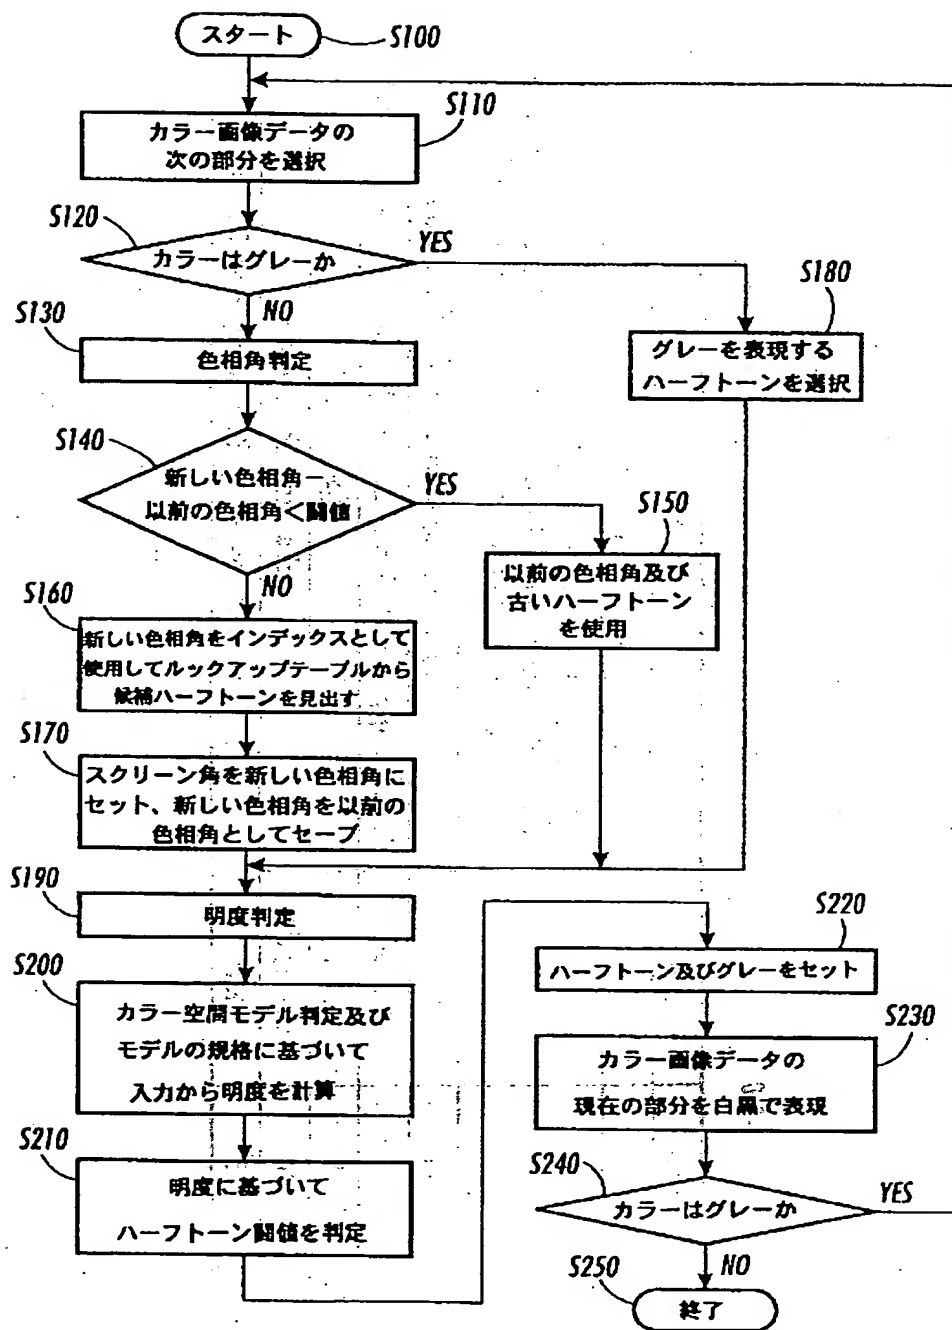 スタート
S100
S110
カラー画像データの
次の部分を選択
S120
カラーはグレーか
YES
NO
S130
色相角判定
S180
グレーを表現する
ハーフトーンを選択
S140
新しい色相角－
以前の色相角＜閾値
YES
NO
S150
以前の色相角及び
古いハーフトーン
を使用
S160
新しい色相角をインデックスとして
使用してルックアップテーブルから
候補ハーフトーンを見出す
S170
スクリーン角を新しい色相角に
セット、新しい色相角を以前の
色相角としてセーブ
S190
明度判定
S200
カラー空間モデル判定及び
モデルの規格に基づいて
入力から明度を計算
S210
明度に基づいて
ハーフトーン閾値を判定
S220
ハーフトーン及びグレーをセット
S230
カラー画像データの
現在の部分を白黒で表現
S240
カラーはグレーか
YES
NO
S250
終了